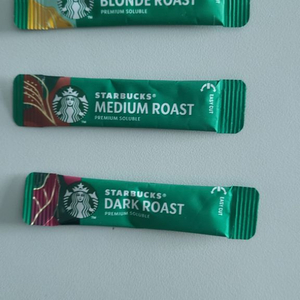 BLONDE ROAST
PREMIUM SOLUBLE
STARBUCKS®
MEDIUM ROAST
PREMIUM SOLUBLE
EASY CUT
STARBUCKS®
DARK ROAST
PREMIUM SOLUBLE
EASY CUT